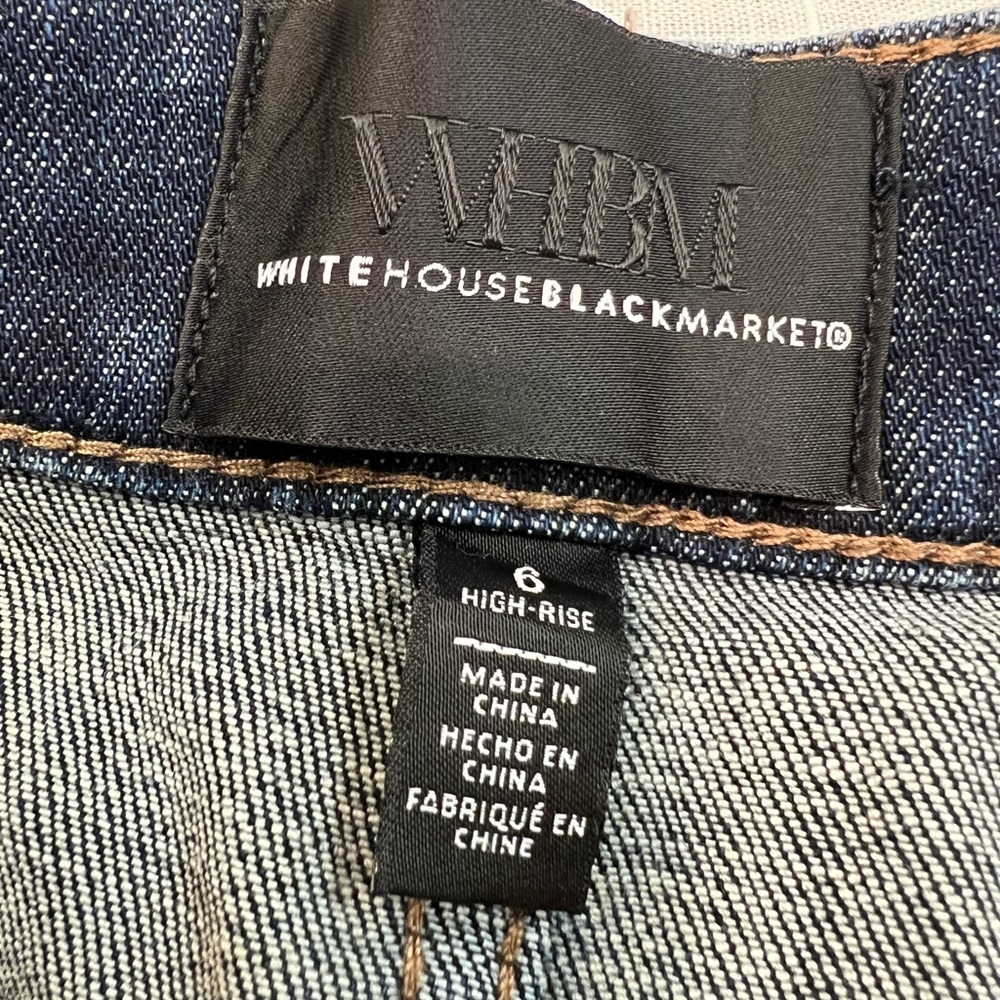 WHBM
WHITEHOUSEBLACKMARKET®
6
HIGH-RISE
MADE IN
CHINA
HECHO EN
CHINA
FABRIQUÉ EN
CHINE